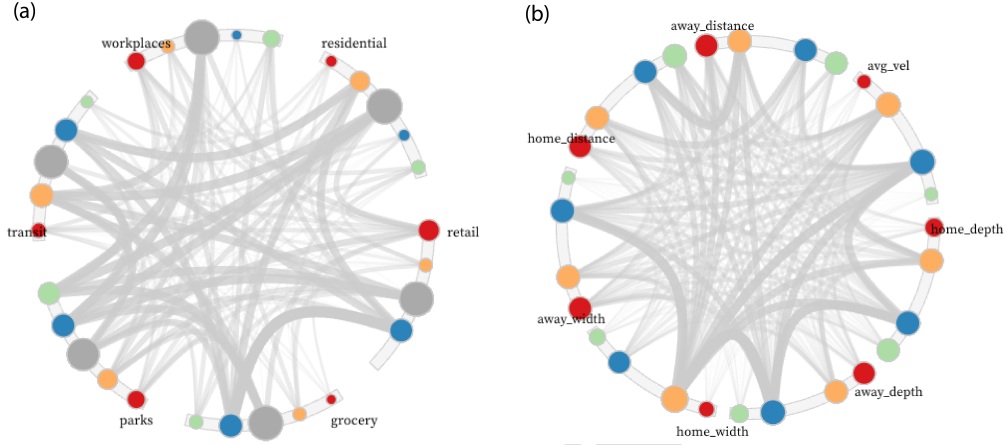 (a)
workplaces
residential
transit
retail
parks
grocery
(b)
away_distance
avg_vel
home_distance
home_depth
away_width
away_depth
home_width